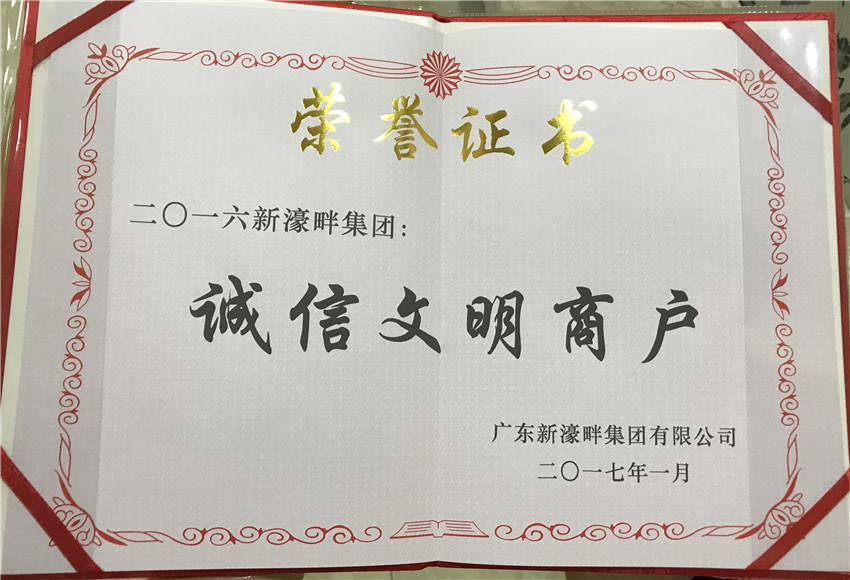 荣誉证书
二〇一六新濠畔集团：
诚信文明商户
广东新濠畔集团有限公司
二〇一七年一月